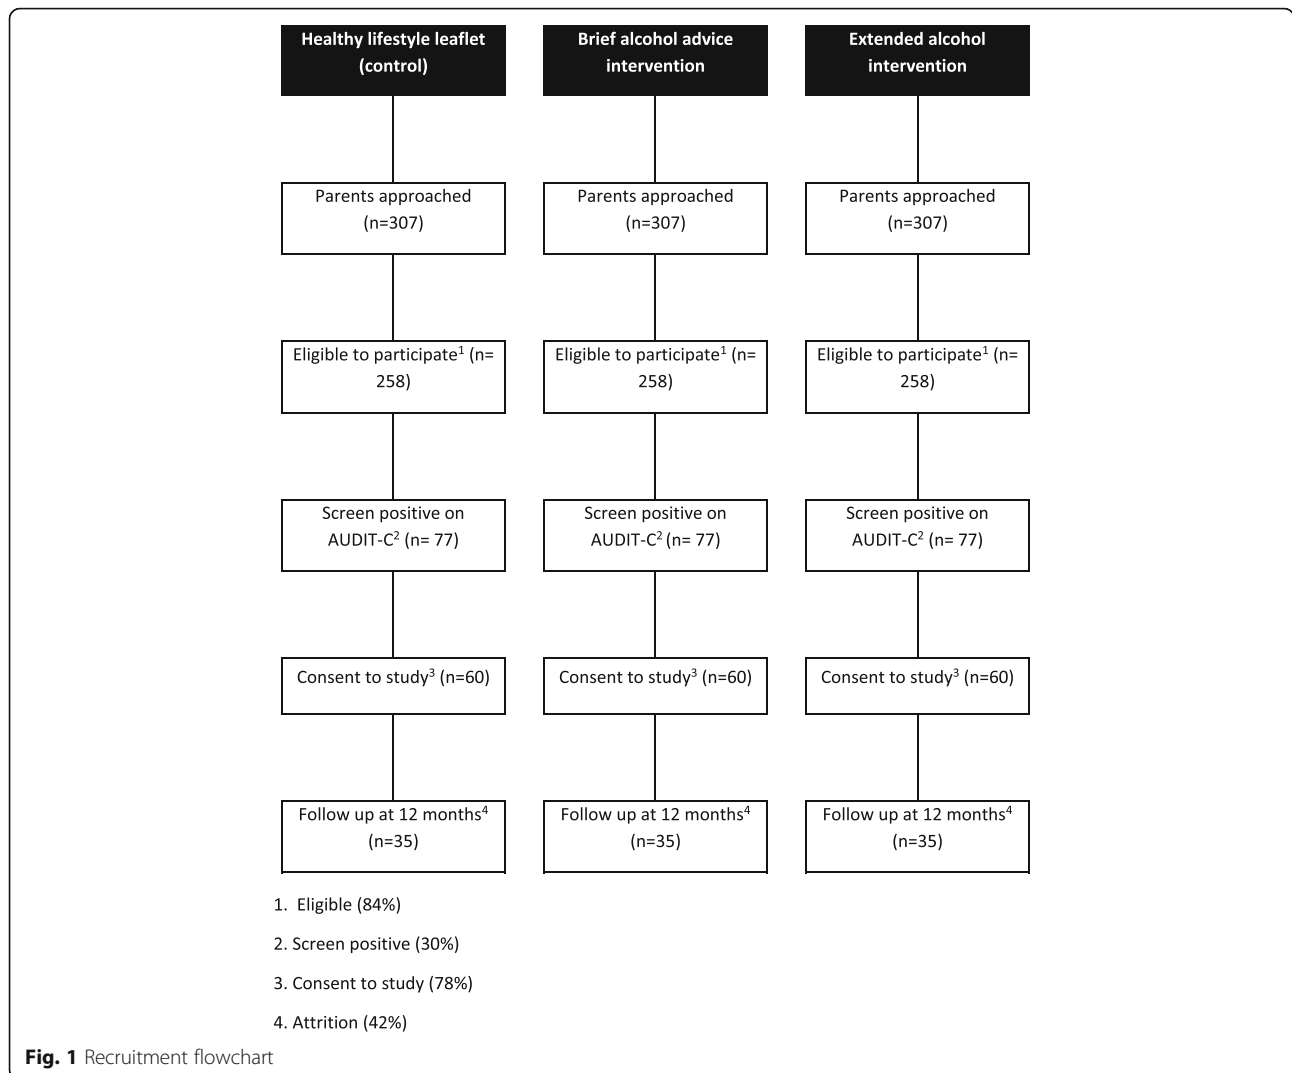 Healthy lifestyle leaflet
(control)
Brief alcohol advice
intervention
Extended alcohol
intervention
Parents approached
(n=307)
Parents approached
(n=307)
Parents approached
(n=307)
Eligible to participate¹ (n=
258)
Eligible to participate¹ (n=
258)
Eligible to participate¹ (n=
258)
Screen positive on
AUDIT-C² (n= 77)
Screen positive on
AUDIT-C² (n= 77)
Screen positive on
AUDIT-C² (n= 77)
Consent to study³ (n=60)
Consent to study³ (n=60)
Consent to study³ (n=60)
Follow up at 12 months⁴
(n=35)
Follow up at 12 months⁴
(n=35)
Follow up at 12 months⁴
(n=35)
1. Eligible (84%)
2. Screen positive (30%)
3. Consent to study (78%)
4. Attrition (42%)
Fig. 1 Recruitment flowchart